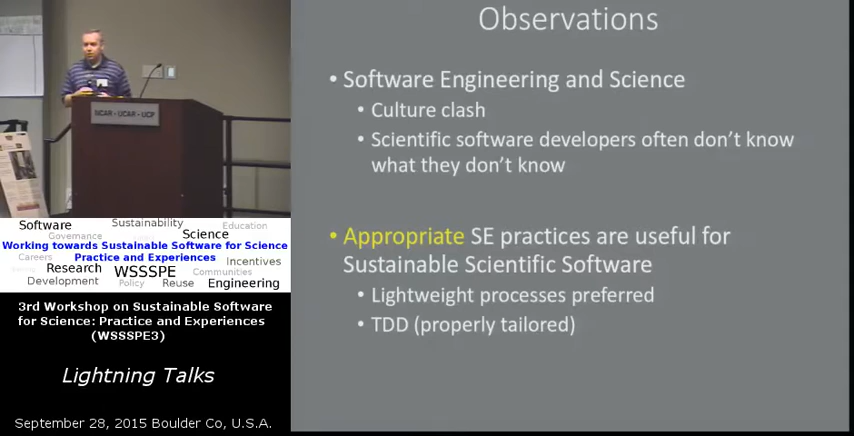 Observations
• Software Engineering and Science
• Culture clash
• Scientific software developers often don't know
what they don't know
• Appropriate SE practices are useful for
Sustainable Scientific Software
• Lightweight processes preferred
• TDD (properly tailored)
NCAR • UCAR • UCP
Software Sustainability Education
Governance Science
Working towards Sustainable Software for Science
Practice and Experiences
Careers Incentives
Research WSSSPE Communities
Development Policy Reuse Engineering
3rd Workshop on Sustainable Software
for Science: Practice and Experiences
(WSSSPE3)
Lightning Talks
September 28, 2015 Boulder Co, U.S.A.